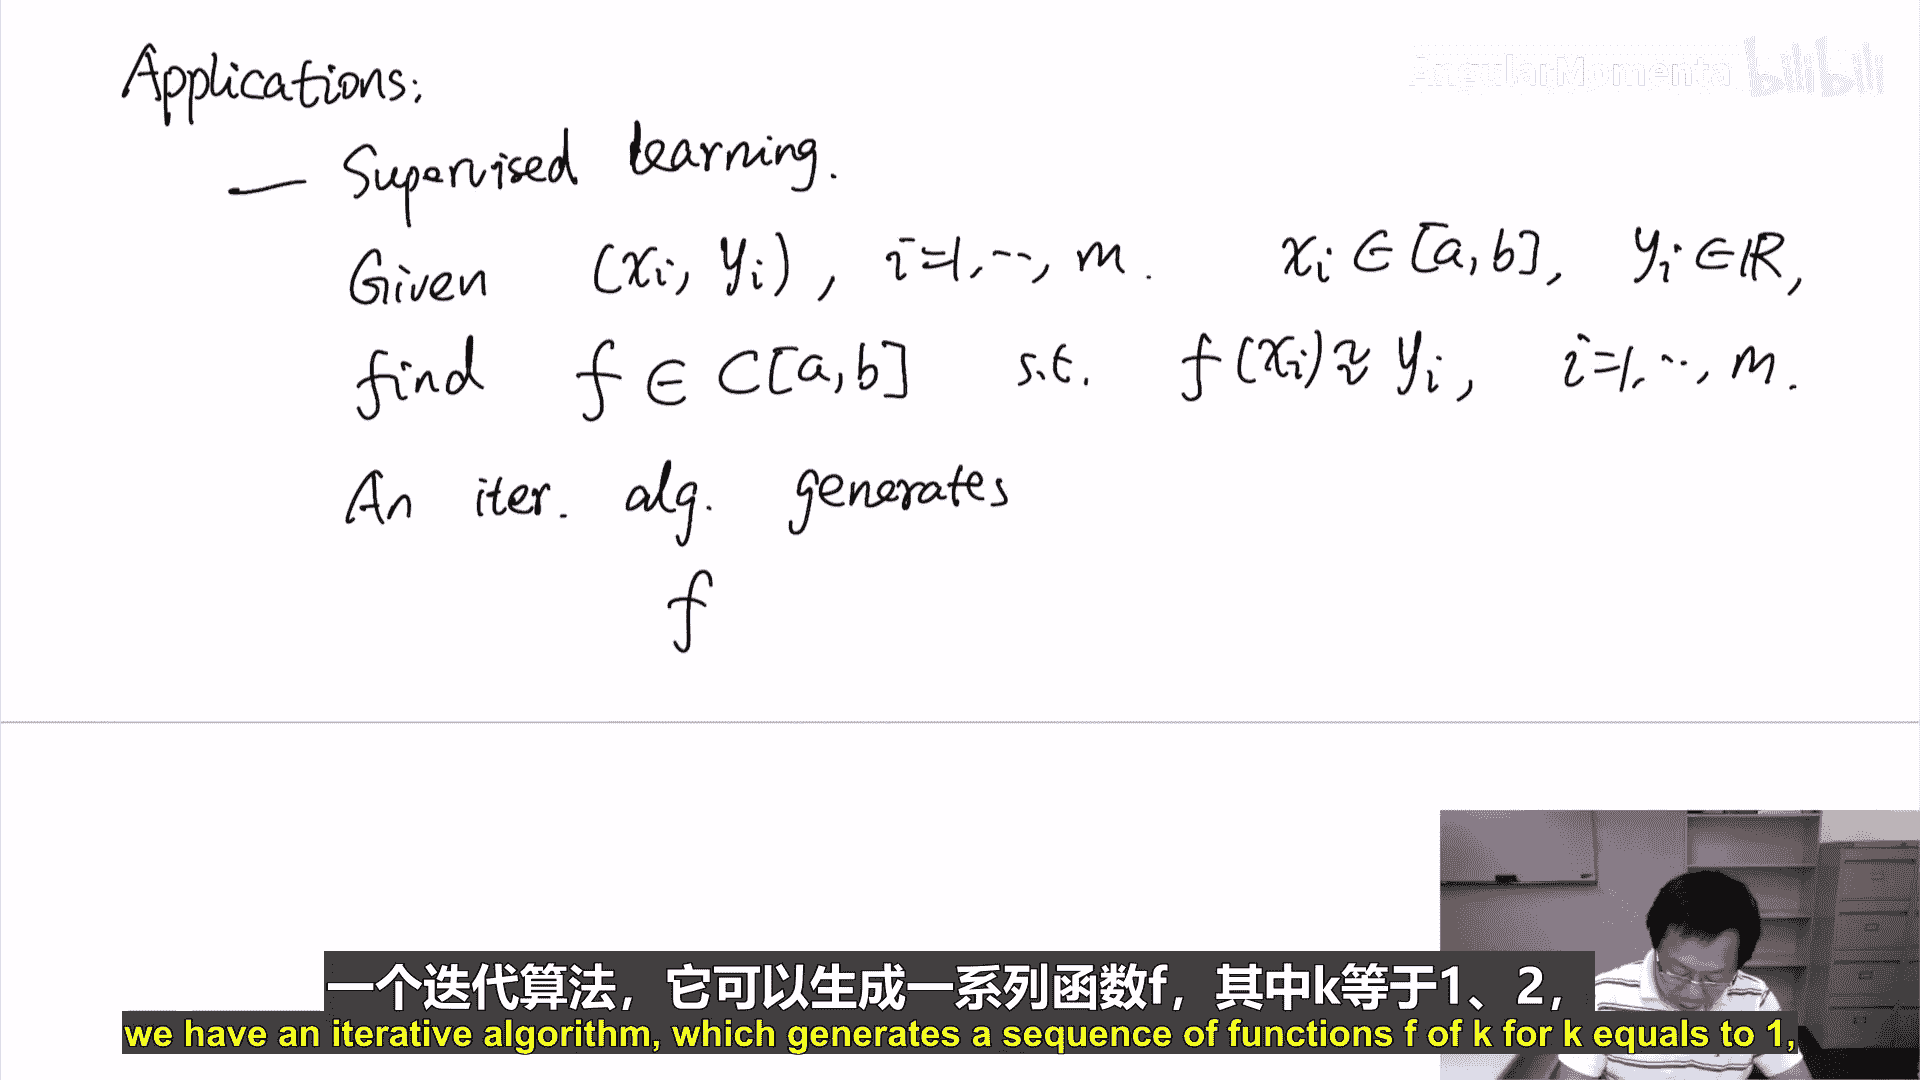 Applications:
AngularMomenta bilibili
— Supervised learning.
Given (xi, yi), i=1,⋯, m. xi ∈ [a,b], yi ∈ ℝ,
find f ∈ C[a,b] s.t. f(xi) ≈ yi, i=1,⋯, m.
An iter. alg. generates
f
一个迭代算法，它可以生成一系列函数f，其中k等于1、2，
we have an iterative algorithm, which generates a sequence of functions f of k for k equals to 1,